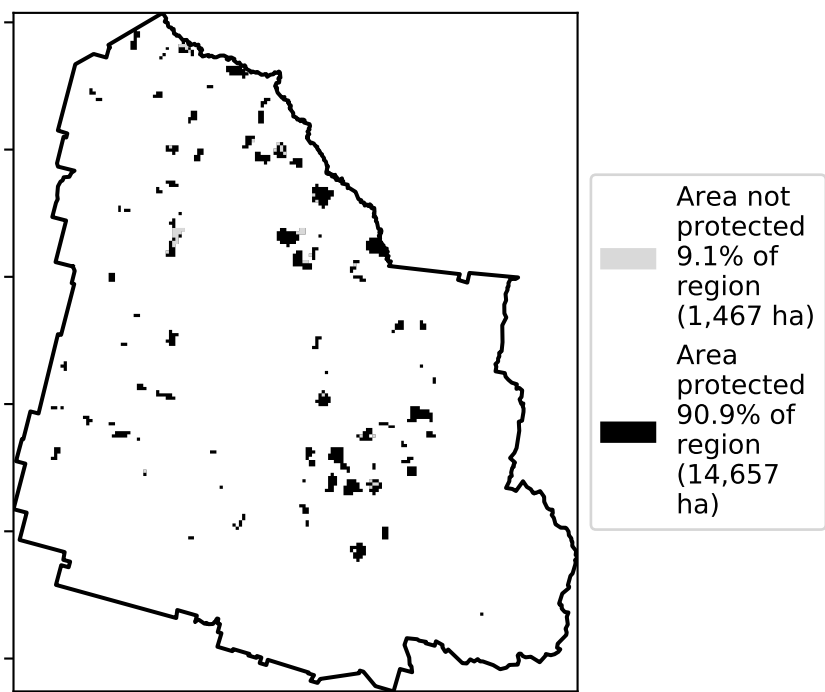 Area not
protected
9.1% of
region
(1,467 ha)
Area
protected
90.9% of
region
(14,657
ha)